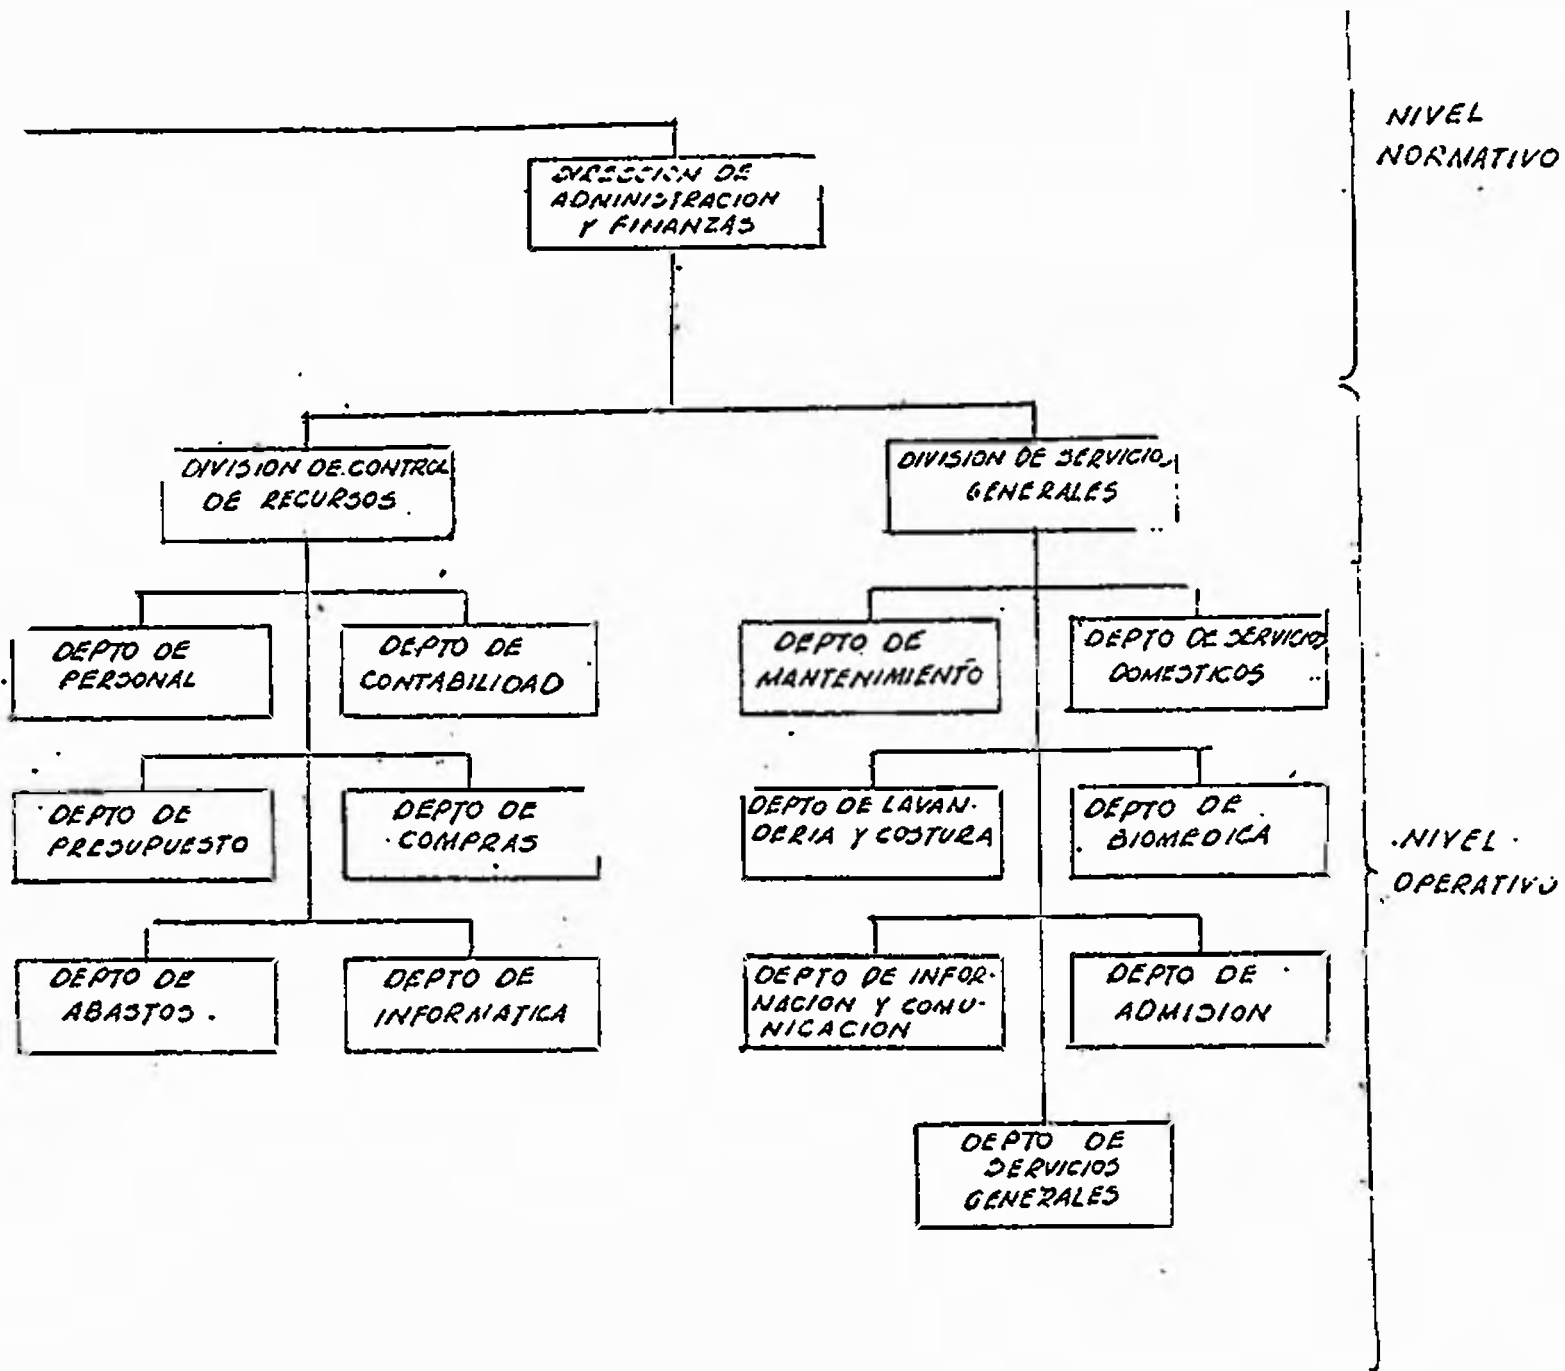 NIVEL
NORMATIVO
DIRECCION DE
ADMINISTRACION
Y FINANZAS
DIVISION DE CONTROL
DE RECURSOS
DIVISION DE SERVICIOS
GENERALES
DEPTO DE
PERSONAL
DEPTO DE
CONTABILIDAD
DEPTO DE
MANTENIMIENTO
DEPTO DE SERVICIOS
DOMESTICOS
DEPTO DE
PRESUPUESTO
DEPTO DE
COMPRAS
DEPTO DE LAVAN-
DERIA Y COSTURA
DEPTO DE
BIOMEDICA
NIVEL
OPERATIVO
DEPTO DE
ABASTOS
DEPTO DE
INFORMATICA
DEPTO DE INFOR-
MACION Y COMU-
NICACION
DEPTO DE
ADMISION
DEPTO DE
SERVICIOS
GENERALES